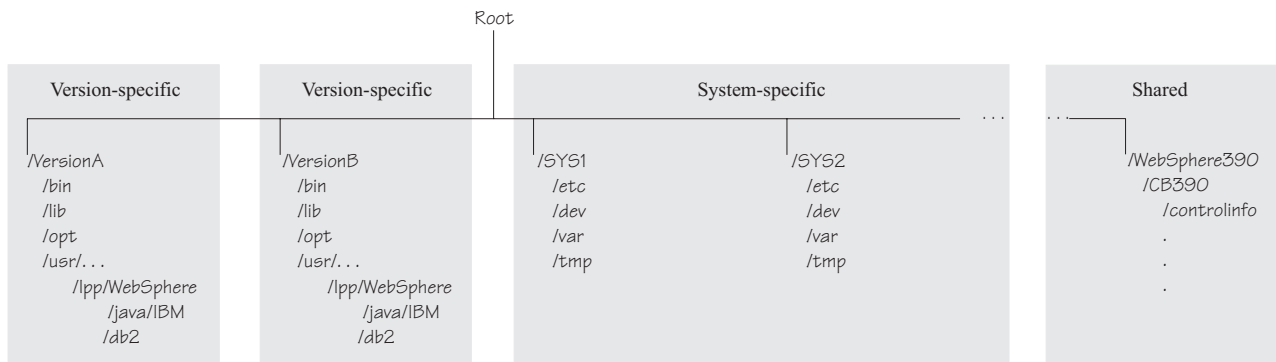 Root
Version-specific
/VersionA
/bin
/lib
/opt
/usr/. . .
/lpp/WebSphere
/java/IBM
/db2
Version-specific
/VersionB
/bin
/lib
/opt
/usr/. . .
/lpp/WebSphere
/java/IBM
/db2
System-specific
/SYS1
/etc
/dev
/var
/tmp
/SYS2
/etc
/dev
/var
/tmp
. . .
Shared
. . .
/WebSphere390
/CB390
/controlinfo
.
.
.